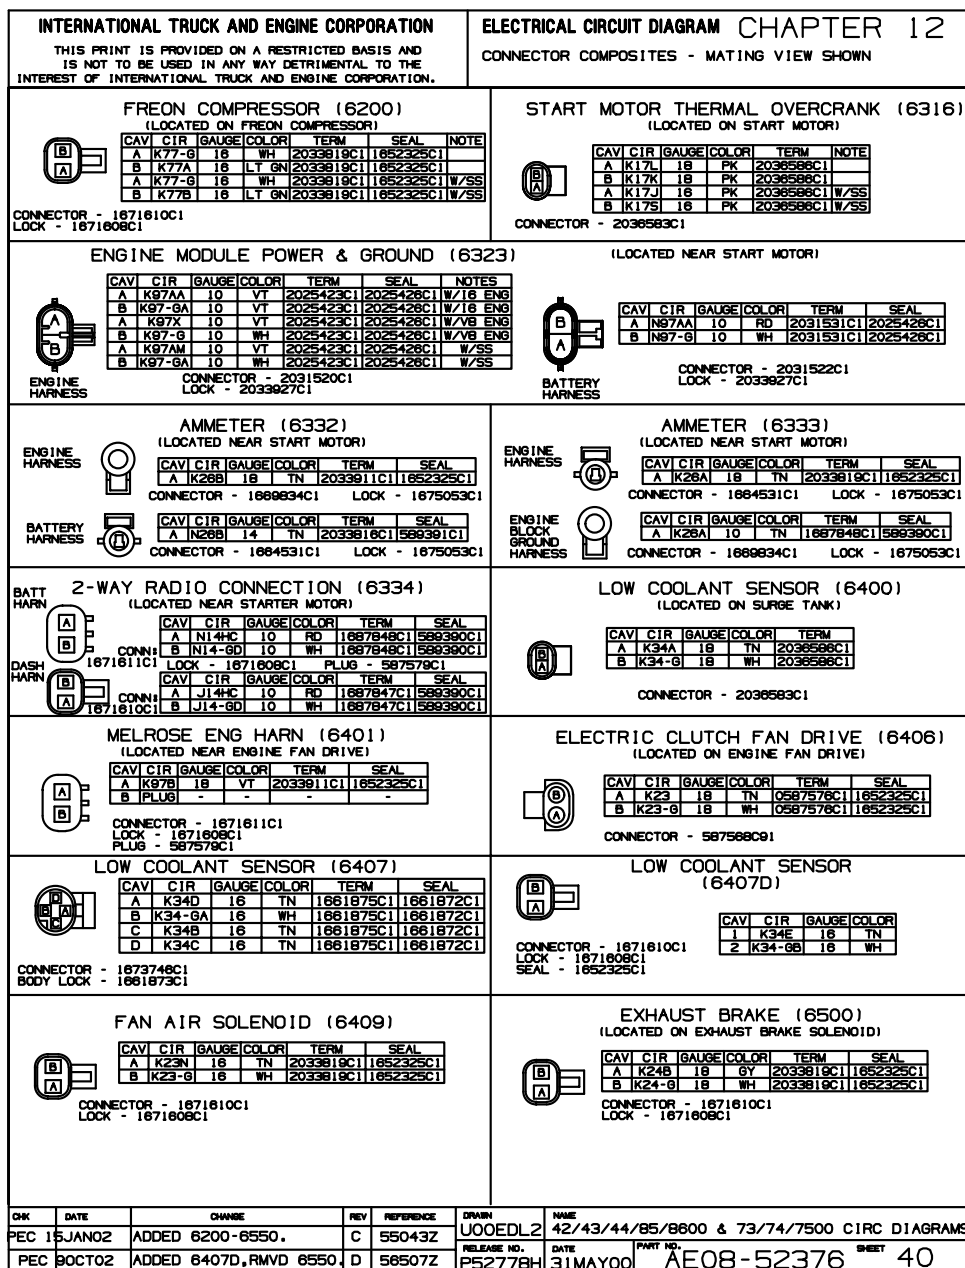 INTERNATIONAL TRUCK AND ENGINE CORPORATION
THIS PRINT IS PROVIDED ON A RESTRICTED BASIS AND
IS NOT TO BE USED IN ANY WAY DETRIMENTAL TO THE
INTEREST OF INTERNATIONAL TRUCK AND ENGINE CORPORATION.
ELECTRICAL CIRCUIT DIAGRAM CHAPTER 12
CONNECTOR COMPOSITES - MATING VIEW SHOWN
FREON COMPRESSOR (6200)
(LOCATED ON FREON COMPRESSOR)
B
A
CAV CIR GAUGE COLOR TERM SEAL NOTE
A K77-G 16 WH 2033819C1 1652325C1
B K77A 16 LT GN 2033819C1 1652325C1
A K77-G 16 WH 2033819C1 1652325C1 W/SS
B K77B 16 LT GN 2033819C1 1652325C1 W/SS
CONNECTOR - 1671610C1
LOCK - 1671608C1
START MOTOR THERMAL OVERCRANK (6316)
(LOCATED ON START MOTOR)
B
A
CAV CIR GAUGE COLOR TERM NOTE
A K17L 18 PK 2036586C1
B K17K 18 PK 2036586C1
A K17J 16 PK 2036586C1 W/SS
B K17S 16 PK 2036586C1 W/SS
CONNECTOR - 2036583C1
ENGINE MODULE POWER & GROUND (6323)
A
B
ENGINE
HARNESS
CAV CIR GAUGE COLOR TERM SEAL NOTES
A K97AA 10 VT 2025423C1 2025426C1 W/I6 ENG
B K97-GA 10 VT 2025423C1 2025426C1 W/I6 ENG
A K97X 10 VT 2025423C1 2025426C1 W/V8 ENG
B K97-G 10 WH 2025423C1 2025426C1 W/V8 ENG
A K97AM 10 VT 2025423C1 2025426C1 W/SS
B K97-GA 10 WH 2025423C1 2025426C1 W/SS
CONNECTOR - 2031520C1
LOCK - 2033927C1
(LOCATED NEAR START MOTOR)
B
A
BATTERY
HARNESS
CAV CIR GAUGE COLOR TERM SEAL
A N97AA 10 RD 2031531C1 2025426C1
B N97-G 10 WH 2031531C1 2025426C1
CONNECTOR - 2031522C1
LOCK - 2033927C1
AMMETER (6332)
(LOCATED NEAR START MOTOR)
ENGINE
HARNESS
CAV CIR GAUGE COLOR TERM SEAL
A K26B 18 TN 2033911C1 1652325C1
CONNECTOR - 1669834C1 LOCK - 1675053C1
BATTERY
HARNESS
CAV CIR GAUGE COLOR TERM SEAL
A N26B 14 TN 2033816C1 589391C1
CONNECTOR - 1664531C1 LOCK - 1675053C1
AMMETER (6333)
(LOCATED NEAR START MOTOR)
ENGINE
HARNESS
CAV CIR GAUGE COLOR TERM SEAL
A K26A 18 TN 2033819C1 1652325C1
CONNECTOR - 1664531C1 LOCK - 1675053C1
ENGINE
BLOCK
GROUND
HARNESS
CAV CIR GAUGE COLOR TERM SEAL
A K26A 10 TN 1687848C1 589390C1
CONNECTOR - 1669834C1 LOCK - 1675053C1
2-WAY RADIO CONNECTION (6334)
(LOCATED NEAR STARTER MOTOR)
BATT
HARN
A
B
CONN:
1671611C1
CAV CIR GAUGE COLOR TERM SEAL
A N14HC 10 RD 1687848C1 589390C1
B N14-GD 10 WH 1687848C1 589390C1
LOCK - 1671608C1 PLUG - 587579C1
DASH
HARN
B
A
CONN:
1671610C1
CAV CIR GAUGE COLOR TERM SEAL
A J14HC 10 RD 1687847C1 589390C1
B J14-GD 10 WH 1687847C1 589390C1
LOW COOLANT SENSOR (6400)
(LOCATED ON SURGE TANK)
B
A
CAV CIR GAUGE COLOR TERM
A K34A 18 TN 2036586C1
B K34-G 18 WH 2036586C1
CONNECTOR - 2036583C1
MELROSE ENG HARN (6401)
(LOCATED NEAR ENGINE FAN DRIVE)
A
B
CAV CIR GAUGE COLOR TERM SEAL
A K97B 18 VT 2033911C1 1652325C1
B PLUG - - - -
CONNECTOR - 1671611C1
LOCK - 1671608C1
PLUG - 587579C1
ELECTRIC CLUTCH FAN DRIVE (6406)
(LOCATED ON ENGINE FAN DRIVE)
B
A
CAV CIR GAUGE COLOR TERM SEAL
A K23 18 TN 0587576C1 1652325C1
B K23-G 18 WH 0587576C1 1652325C1
CONNECTOR - 587568C91
LOW COOLANT SENSOR (6407)
D
B A
C
CAV CIR GAUGE COLOR TERM SEAL
A K34D 16 TN 1661875C1 1661872C1
B K34-GA 16 WH 1661875C1 1661872C1
C K34B 16 TN 1661875C1 1661872C1
D K34C 16 TN 1661875C1 1661872C1
CONNECTOR - 1673746C1
BODY LOCK - 1661873C1
LOW COOLANT SENSOR
(6407D)
B
A
CAV CIR GAUGE COLOR
1 K34E 16 TN
2 K34-GB 16 WH
CONNECTOR - 1671610C1
LOCK - 1671608C1
SEAL - 1652325C1
FAN AIR SOLENOID (6409)
B
A
CAV CIR GAUGE COLOR TERM SEAL
A K23N 16 TN 2033819C1 1652325C1
B K23-G 16 WH 2033819C1 1652325C1
CONNECTOR - 1671610C1
LOCK - 1671608C1
EXHAUST BRAKE (6500)
(LOCATED ON EXHAUST BRAKE SOLENOID)
B
A
CAV CIR GAUGE COLOR TERM SEAL
A K24B 18 GY 2033819C1 1652325C1
B K24-G 18 WH 2033819C1 1652325C1
CONNECTOR - 1671610C1
LOCK - 1671608C1
CHK DATE CHANGE REV REFERENCE
PEC 15JAN02 ADDED 6200-6550. C 55043Z
PEC 9OCT02 ADDED 6407D,RMVD 6550. D 56507Z
DRAWN
U00EDL2
NAME
42/43/44/85/8600 & 73/74/7500 CIRC DIAGRAMS
RELEASE NO.
P52778H
DATE
31MAY00
PART NO.
AE08-52376
SHEET
40